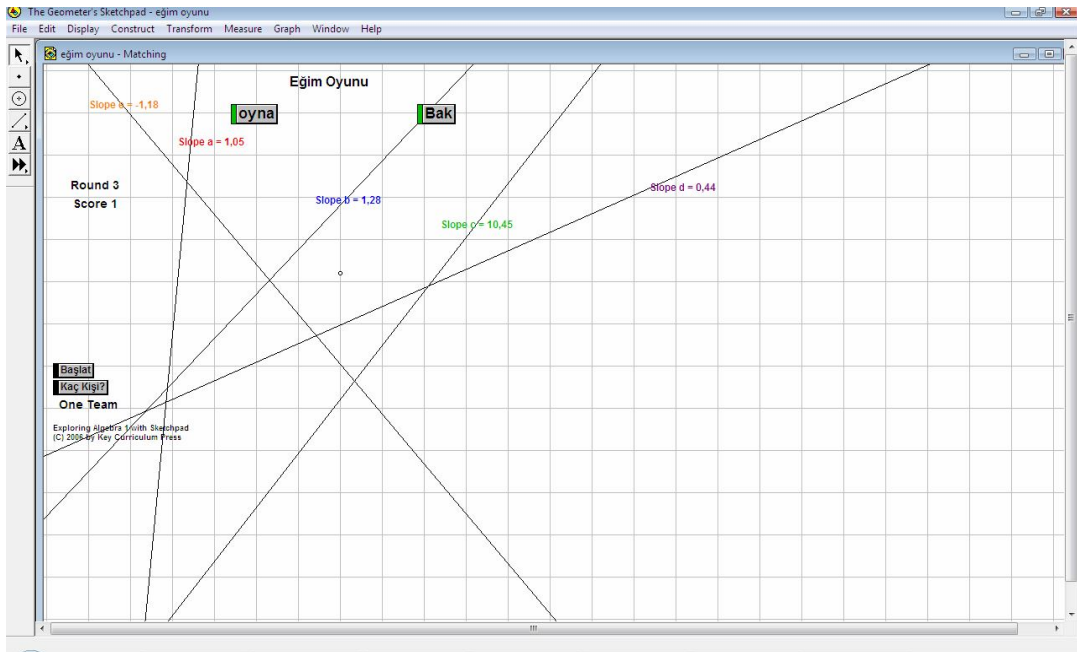 The Geometer's Sketchpad - eğim oyunu
File Edit Display Construct Transform Measure Graph Window Help
eğim oyunu - Matching
Eğim Oyunu
Slope e = -1,18
oyna
Bak
Slope a = 1,05
Round 3
Slope d = 0,44
Score 1
Slope b = 1,28
Slope c = 10,45
Başlat
Kaç Kişi?
One Team
Exploring Algebra 1 with Sketchpad
(C) 2006 by Key Curriculum Press
A